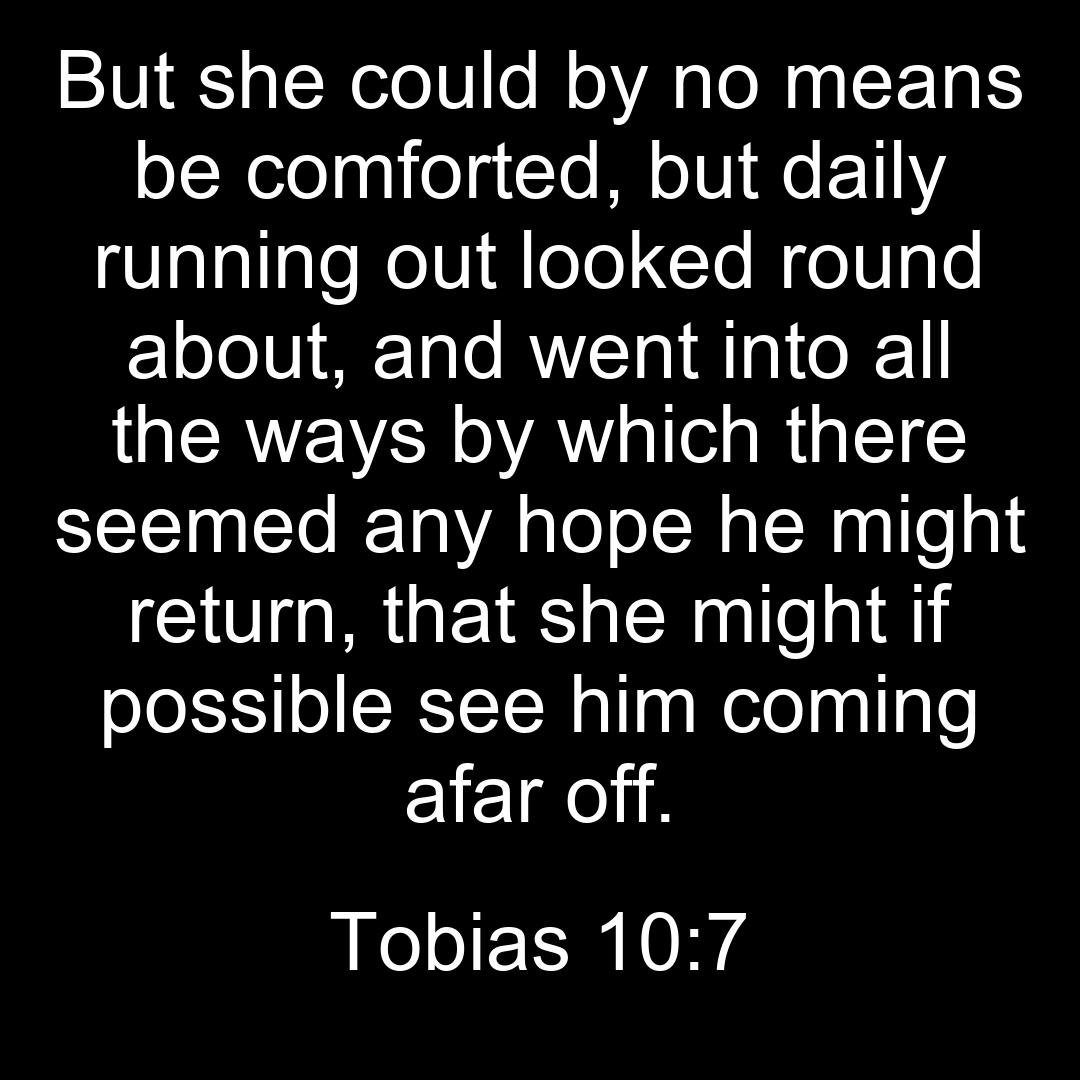 But she could by no means
be comforted, but daily
running out looked round
about, and went into all
the ways by which there
seemed any hope he might
return, that she might if
possible see him coming
afar off.
Tobias 10:7